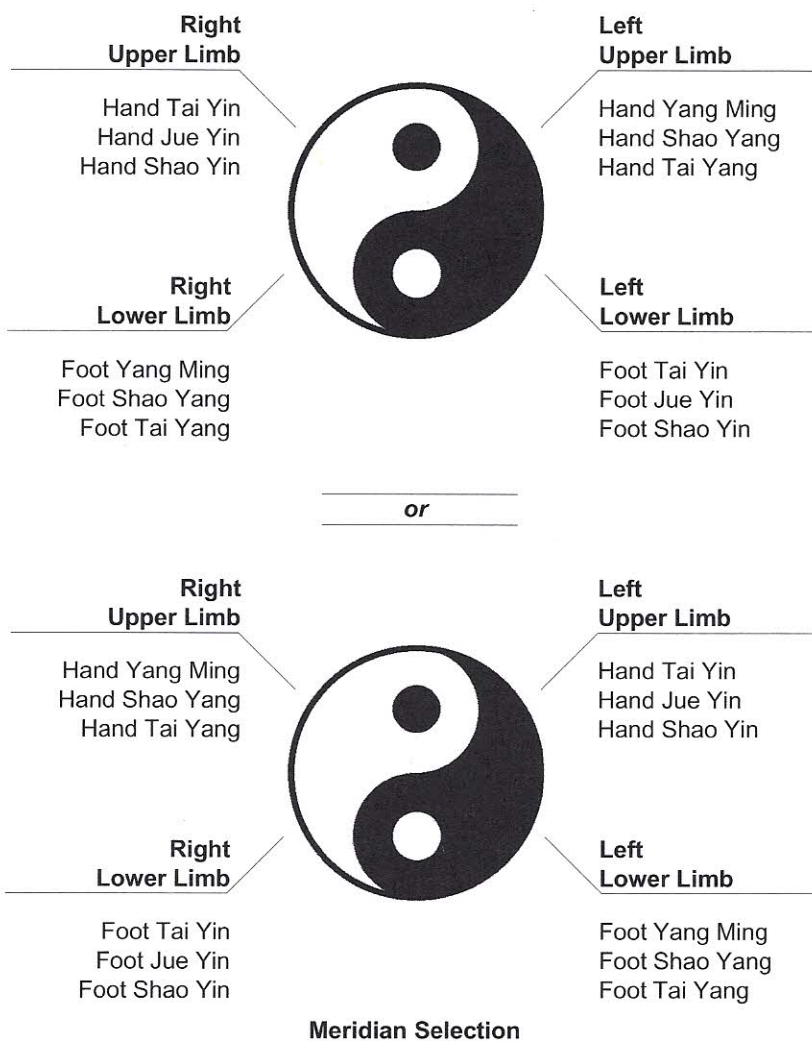 Right
Upper Limb
Hand Tai Yin
Hand Jue Yin
Hand Shao Yin
Left
Upper Limb
Hand Yang Ming
Hand Shao Yang
Hand Tai Yang
Right
Lower Limb
Foot Yang Ming
Foot Shao Yang
Foot Tai Yang
Left
Lower Limb
Foot Tai Yin
Foot Jue Yin
Foot Shao Yin
or
Right
Upper Limb
Hand Yang Ming
Hand Shao Yang
Hand Tai Yang
Left
Upper Limb
Hand Tai Yin
Hand Jue Yin
Hand Shao Yin
Right
Lower Limb
Foot Tai Yin
Foot Jue Yin
Foot Shao Yin
Left
Lower Limb
Foot Yang Ming
Foot Shao Yang
Foot Tai Yang
Meridian Selection